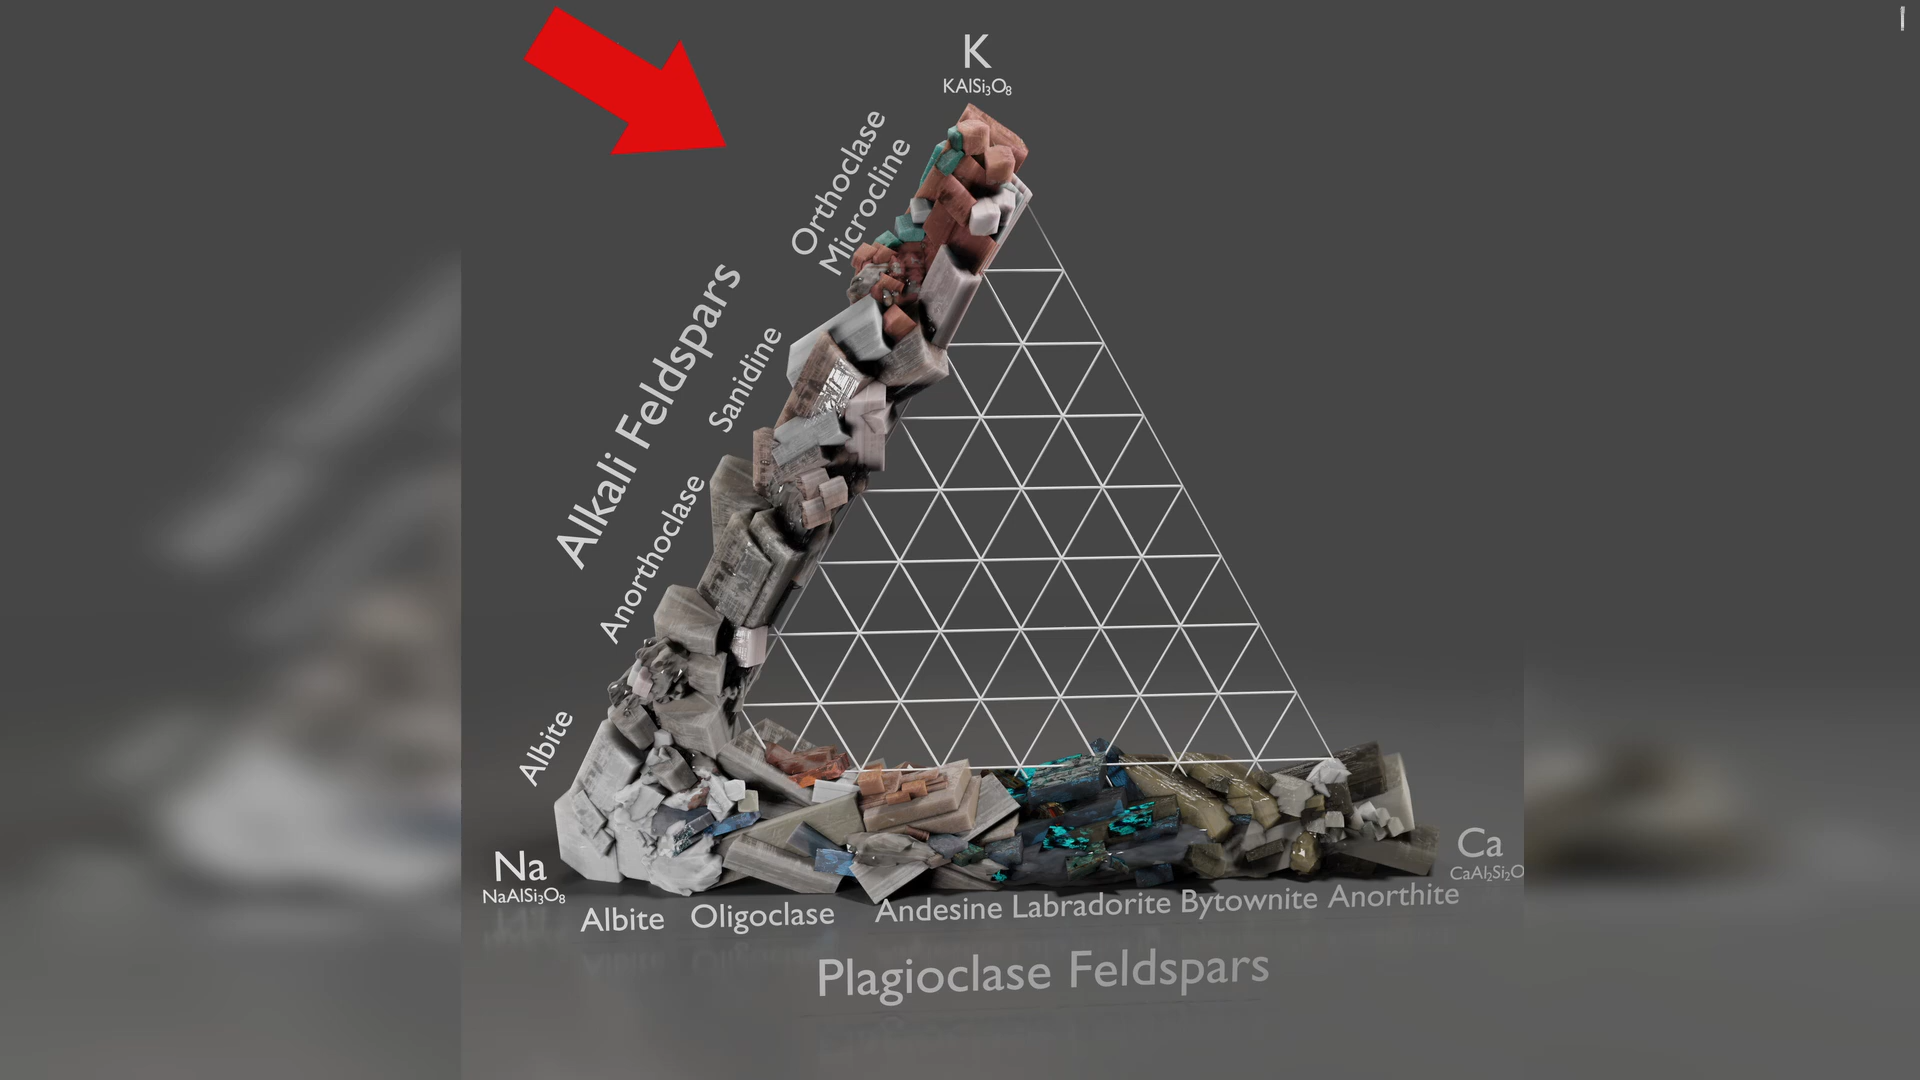 K
KAlSi₃O₈
Orthoclase
Microcline
Alkali Feldspars
Sanidine
Anorthoclase
Albite
Na
NaAlSi₃O₈
Ca
CaAl₂Si₂O
Albite Oligoclase Andesine Labradorite Bytownite Anorthite
Plagioclase Feldspars